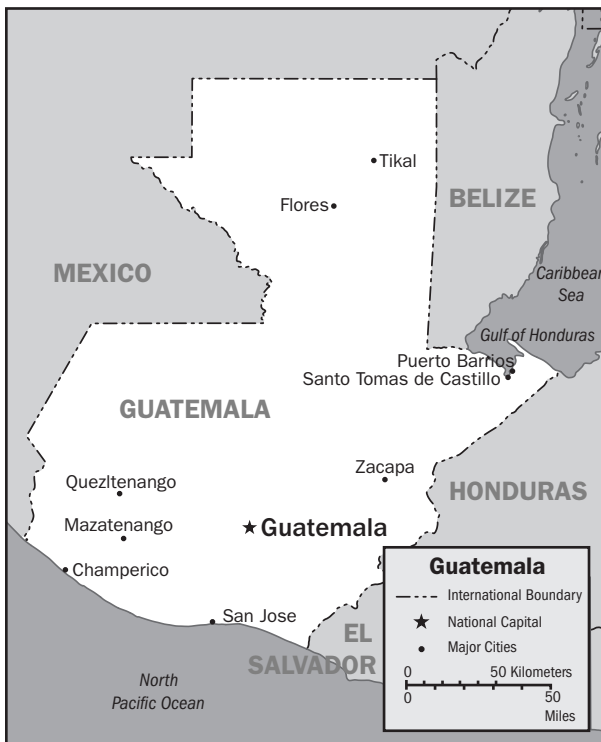 Tikal
Flores
BELIZE
MEXICO
Caribbean
Sea
Gulf of Honduras
Puerto Barrios
Santo Tomas de Castillo
GUATEMALA
Zacapa
Quezltenango
HONDURAS
Mazatenango
Guatemala
Champerico
San Jose
EL
SALVADOR
North
Pacific Ocean
Guatemala
International Boundary
National Capital
Major Cities
0 50 Kilometers
0 50
Miles